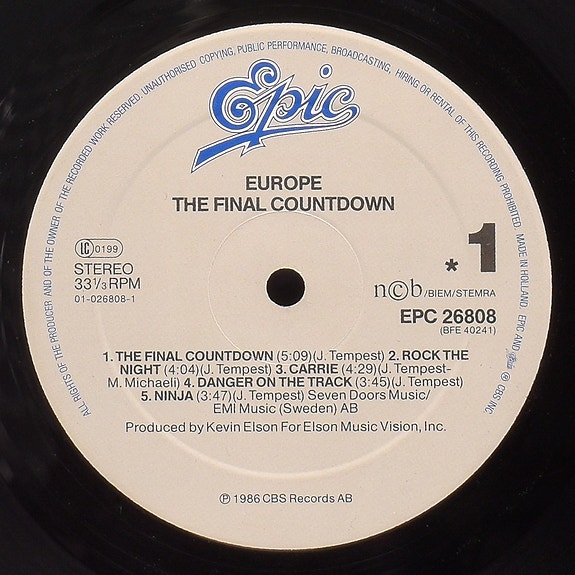 ALL RIGHTS OF THE PRODUCER AND OF THE OWNER OF THE RECORDED WORK RESERVED. UNAUTHORISED COPYING, PUBLIC PERFORMANCE, BROADCASTING, HIRING OR RENTAL OF THIS RECORDING PROHIBITED. MADE IN HOLLAND. EPIC AND Epic ® CBS INC
Epic
EUROPE
THE FINAL COUNTDOWN
LC 0199
STEREO
33 1/3 RPM
01-026808-1
* 1
n©b/BIEM/STEMRA
EPC 26808
(BFE 40241)
1. THE FINAL COUNTDOWN (5:09)(J. Tempest) 2. ROCK THE
NIGHT (4:04)(J. Tempest) 3. CARRIE (4:29)(J. Tempest-
M. Michaeli) 4. DANGER ON THE TRACK (3:45)(J. Tempest)
5. NINJA (3:47)(J. Tempest) Seven Doors Music/
EMI Music (Sweden) AB
Produced by Kevin Elson For Elson Music Vision, Inc.
℗ 1986 CBS Records AB